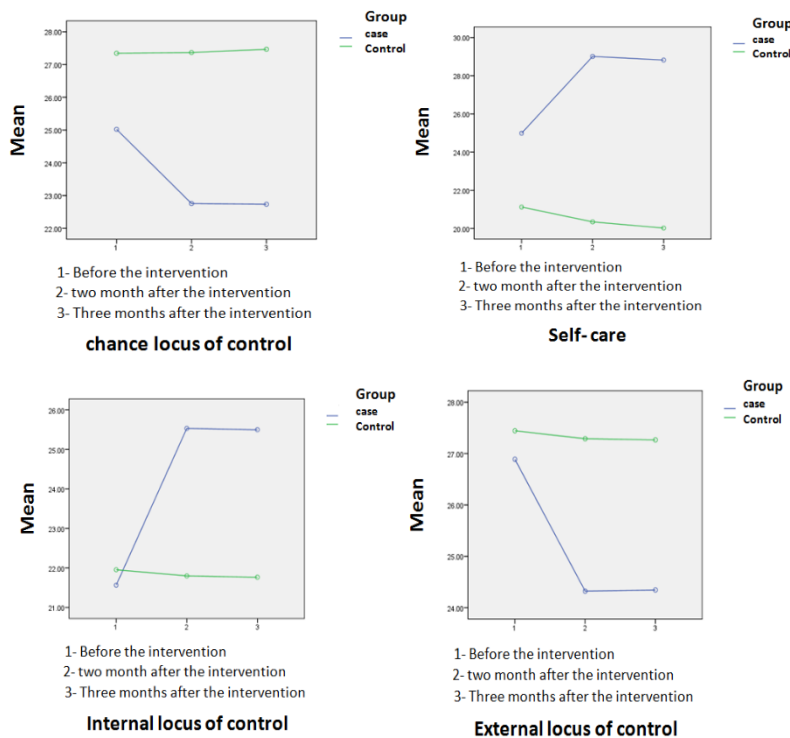 Group
case
Control
Mean
28.00
27.00
26.00
25.00
24.00
23.00
22.00
1 2 3
1- Before the intervention
2- two month after the intervention
3- Three months after the intervention
chance locus of control
Group
case
Control
Mean
30.00
28.00
26.00
24.00
22.00
20.00
1 2 3
1- Before the intervention
2- two month after the intervention
3- Three months after the intervention
Self- care
Group
case
Control
Mean
26.00
25.00
24.00
23.00
22.00
21.00
1 2 3
1- Before the intervention
2- two month after the intervention
3- Three months after the intervention
Internal locus of control
Group
case
Control
Mean
28.00
27.00
26.00
25.00
24.00
1 2 3
1- Before the intervention
2- two month after the intervention
3- Three months after the intervention
External locus of control